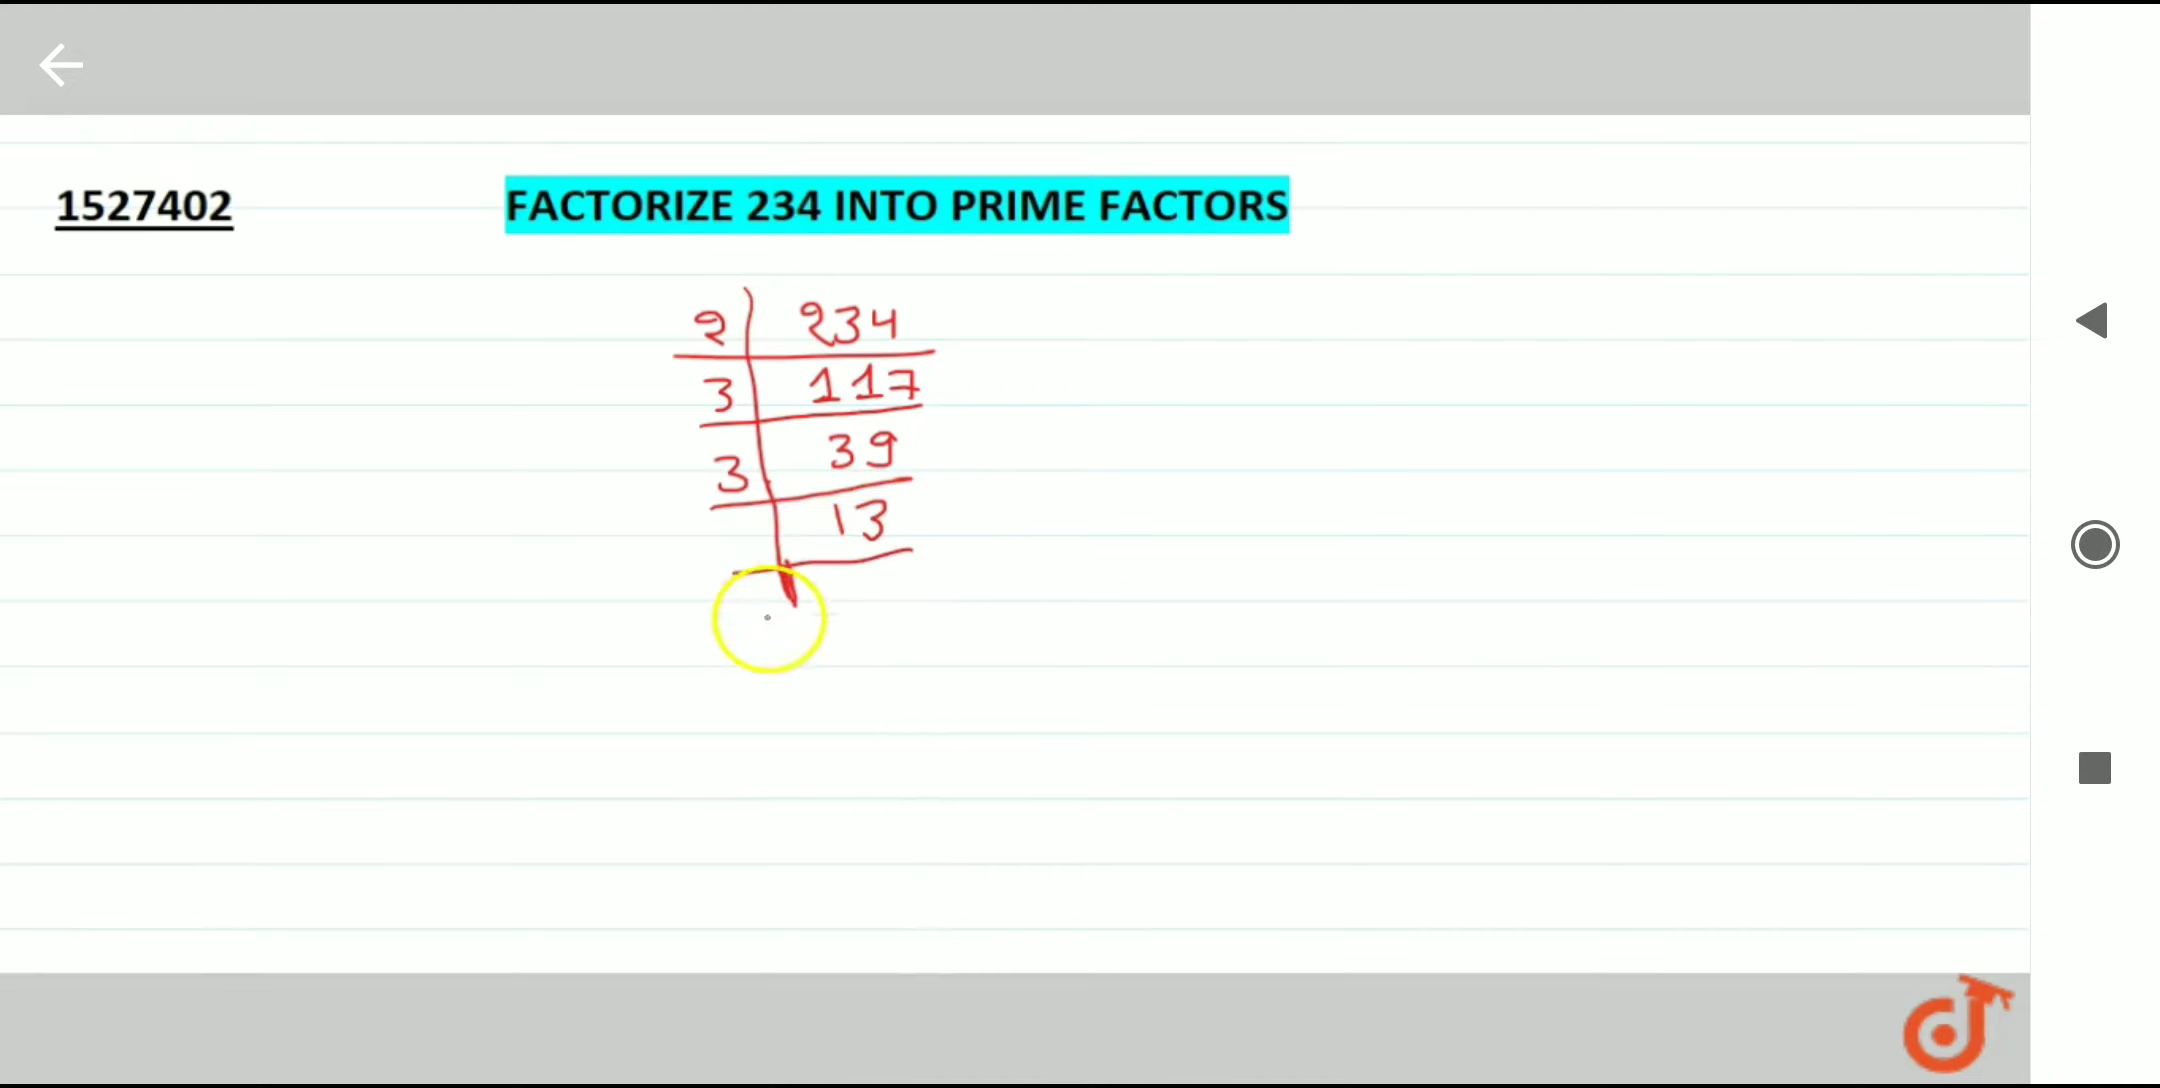 1527402 FACTORIZE 234 INTO PRIME FACTORS
2 234
3 117
3 39
13